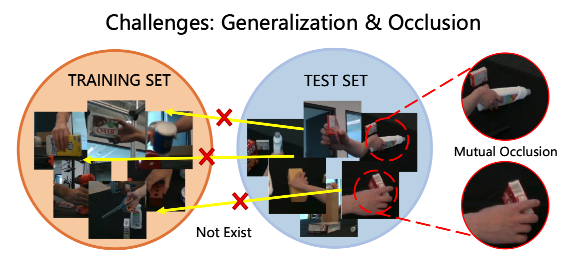 Challenges: Generalization & Occlusion
TRAINING SET
TEST SET
Mutual Occlusion
Not Exist